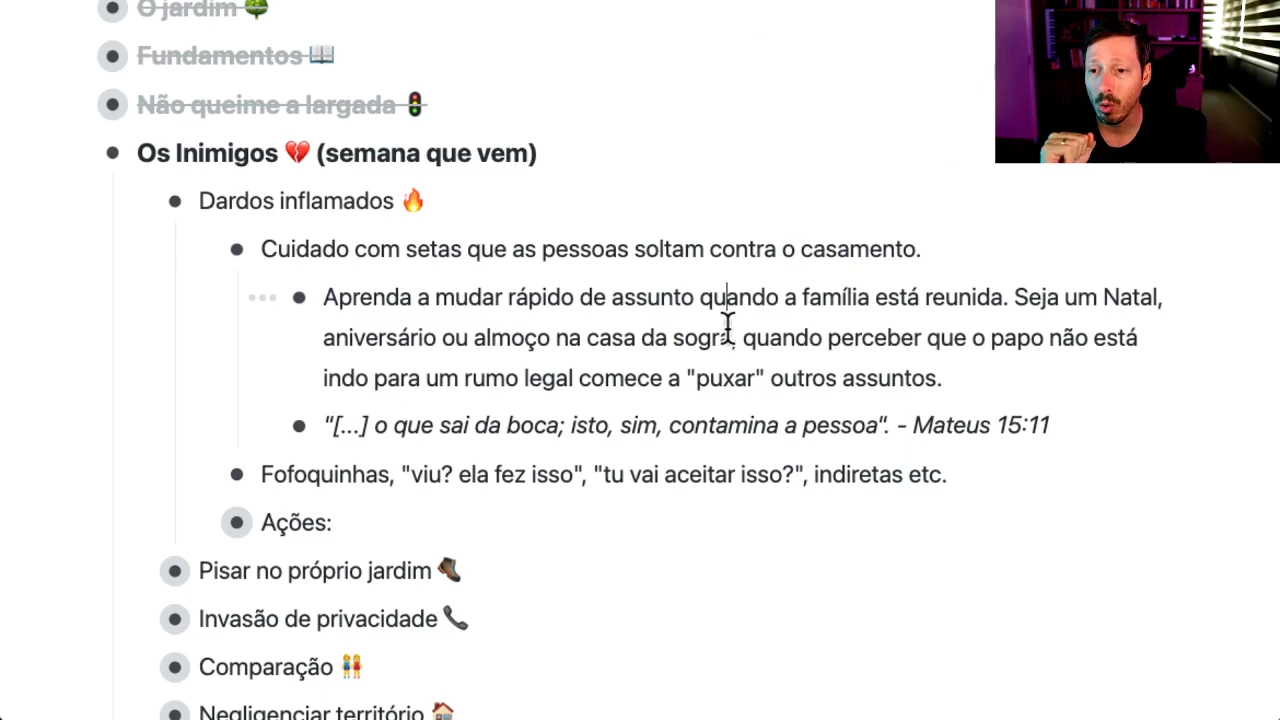 O jardim 🌳
Fundamentos 📖
Não queime a largada 🚦
Os Inimigos 💔 (semana que vem)
Dardos inflamados 🔥
Cuidado com setas que as pessoas soltam contra o casamento.
Aprenda a mudar rápido de assunto quando a família está reunida. Seja um Natal,
aniversário ou almoço na casa da sogra, quando perceber que o papo não está
indo para um rumo legal comece a "puxar" outros assuntos.
"[...] o que sai da boca; isto, sim, contamina a pessoa". - Mateus 15:11
Fofoquinhas, "viu? ela fez isso", "tu vai aceitar isso?", indiretas etc.
Ações:
Pisar no próprio jardim 🥾
Invasão de privacidade 📞
Comparação 👭
Negligenciar território 🏠